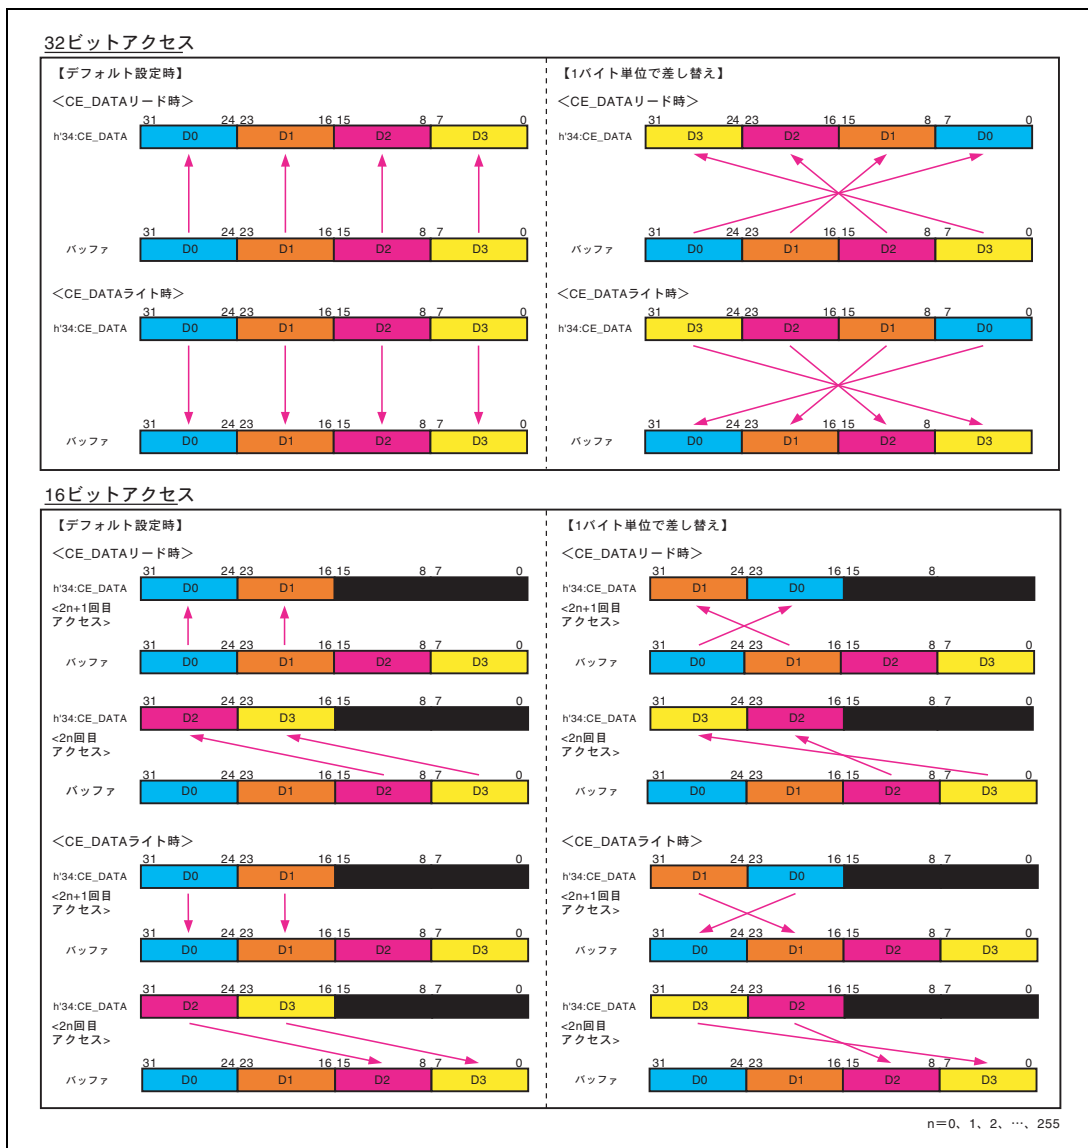 32ビットアクセス
【デフォルト設定時】
<CE_DATAリード時>
31 24 23 16 15 8 7 0
h'34:CE_DATA D0 D1 D2 D3
31 24 23 16 15 8 7 0
バッファ D0 D1 D2 D3
<CE_DATAライト時>
31 24 23 16 15 8 7 0
h'34:CE_DATA D0 D1 D2 D3
31 24 23 16 15 8 7 0
バッファ D0 D1 D2 D3
【1バイト単位で差し替え】
<CE_DATAリード時>
31 24 23 16 15 8 7 0
h'34:CE_DATA D3 D2 D1 D0
31 24 23 16 15 8 7 0
バッファ D0 D1 D2 D3
<CE_DATAライト時>
31 24 23 16 15 8 7 0
h'34:CE_DATA D3 D2 D1 D0
31 24 23 16 15 8 0
バッファ D0 D1 D2 D3
16ビットアクセス
【デフォルト設定時】
<CE_DATAリード時>
31 24 23 16 15 8 7 0
h'34:CE_DATA D0 D1
<2n+1回目
アクセス>
31 24 23 16 15 8 7 0
バッファ D0 D1 D2 D3
31 24 23 16 15 8 7 0
h'34:CE_DATA D2 D3
<2n回目
アクセス>
31 24 23 16 15 8 7 0
バッファ D0 D1 D2 D3
<CE_DATAライト時>
31 24 23 16 15 8 7 0
h'34:CE_DATA D0 D1
<2n+1回目
アクセス>
31 24 23 16 15 8 7 0
バッファ D0 D1 D2 D3
31 24 23 16 15 8 7 0
h'34:CE_DATA D2 D3
<2n回目
アクセス>
31 24 23 16 15 8 7 0
バッファ D0 D1 D2 D3
【1バイト単位で差し替え】
<CE_DATAリード時>
31 24 23 16 15 8
h'34:CE_DATA D1 D0
<2n+1回目
アクセス>
31 24 23 16 15 8 7 0
バッファ D0 D1 D2 D3
31 24 23 16 15 8 7 0
h'34:CE_DATA D3 D2
<2n回目
アクセス>
31 24 23 16 15 8 7 0
バッファ D0 D1 D2 D3
<CE_DATAライト時>
31 24 23 16 15 8 7 0
h'34:CE_DATA D1 D0
<2n+1回目
アクセス>
31 24 23 16 15 8 7 0
バッファ D0 D1 D2 D3
31 24 23 16 15 8 7 0
h'34:CE_DATA D3 D2
<2n回目
アクセス>
31 24 23 16 15 8 7 0
バッファ D0 D1 D2 D3
n=0、1、2、…、255